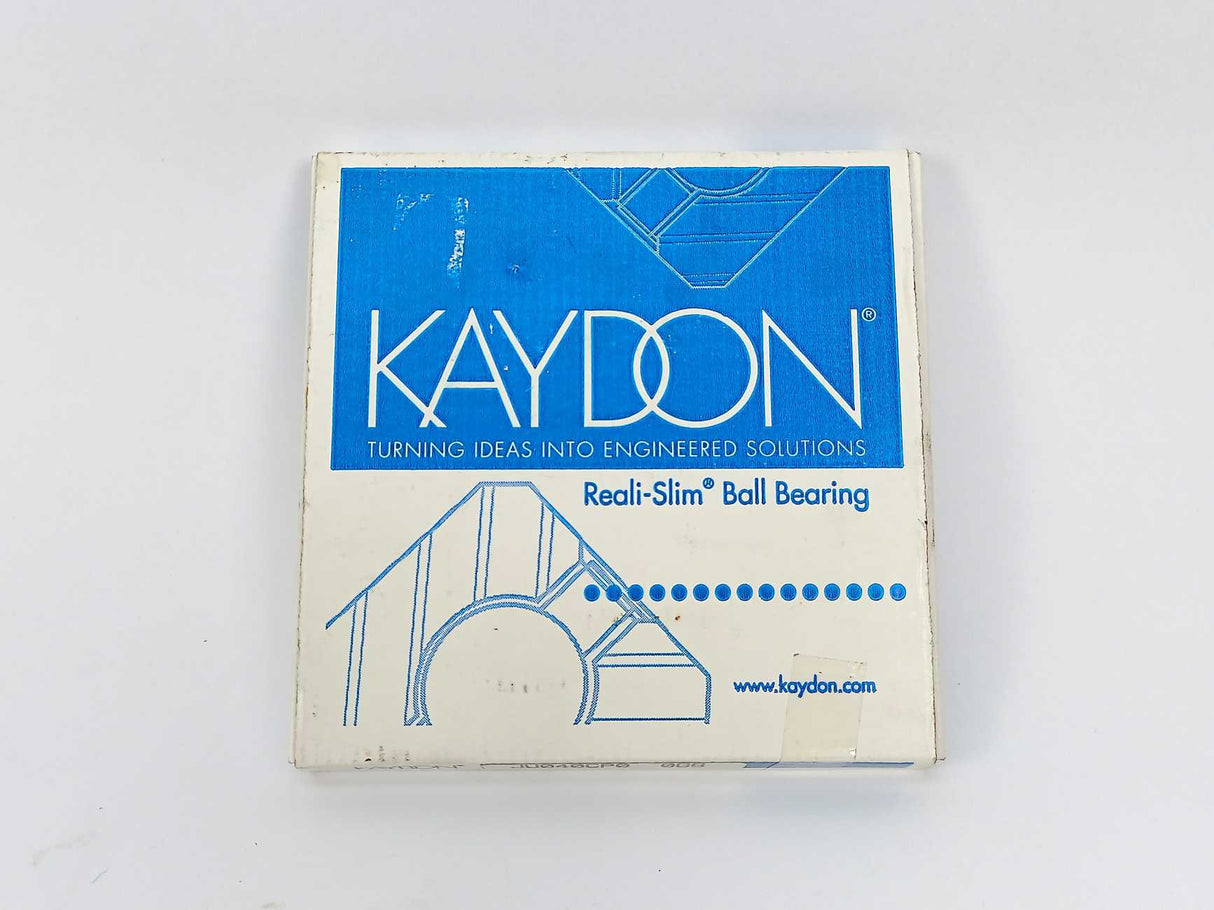 KAYDON®
TURNING IDEAS INTO ENGINEERED SOLUTIONS
Reali-Slim® Ball Bearing
www.kaydon.com